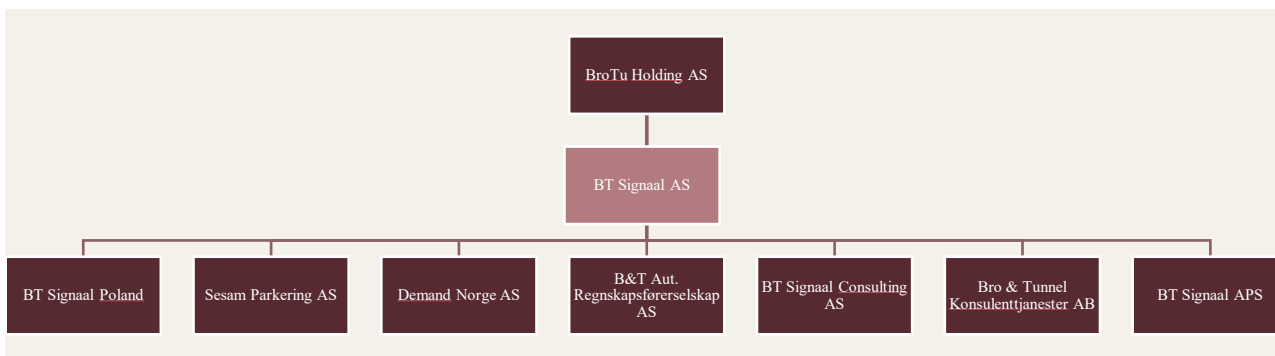 BroTu Holding AS
BT Signaal AS
BT Signaal Poland
Sesam Parkering AS
Demand Norge AS
B&T Aut.
Regnskapsførerselskap
AS
BT Signaal Consulting
AS
Bro & Tunnel
Konsulenttjanester AB
BT Signaal APS